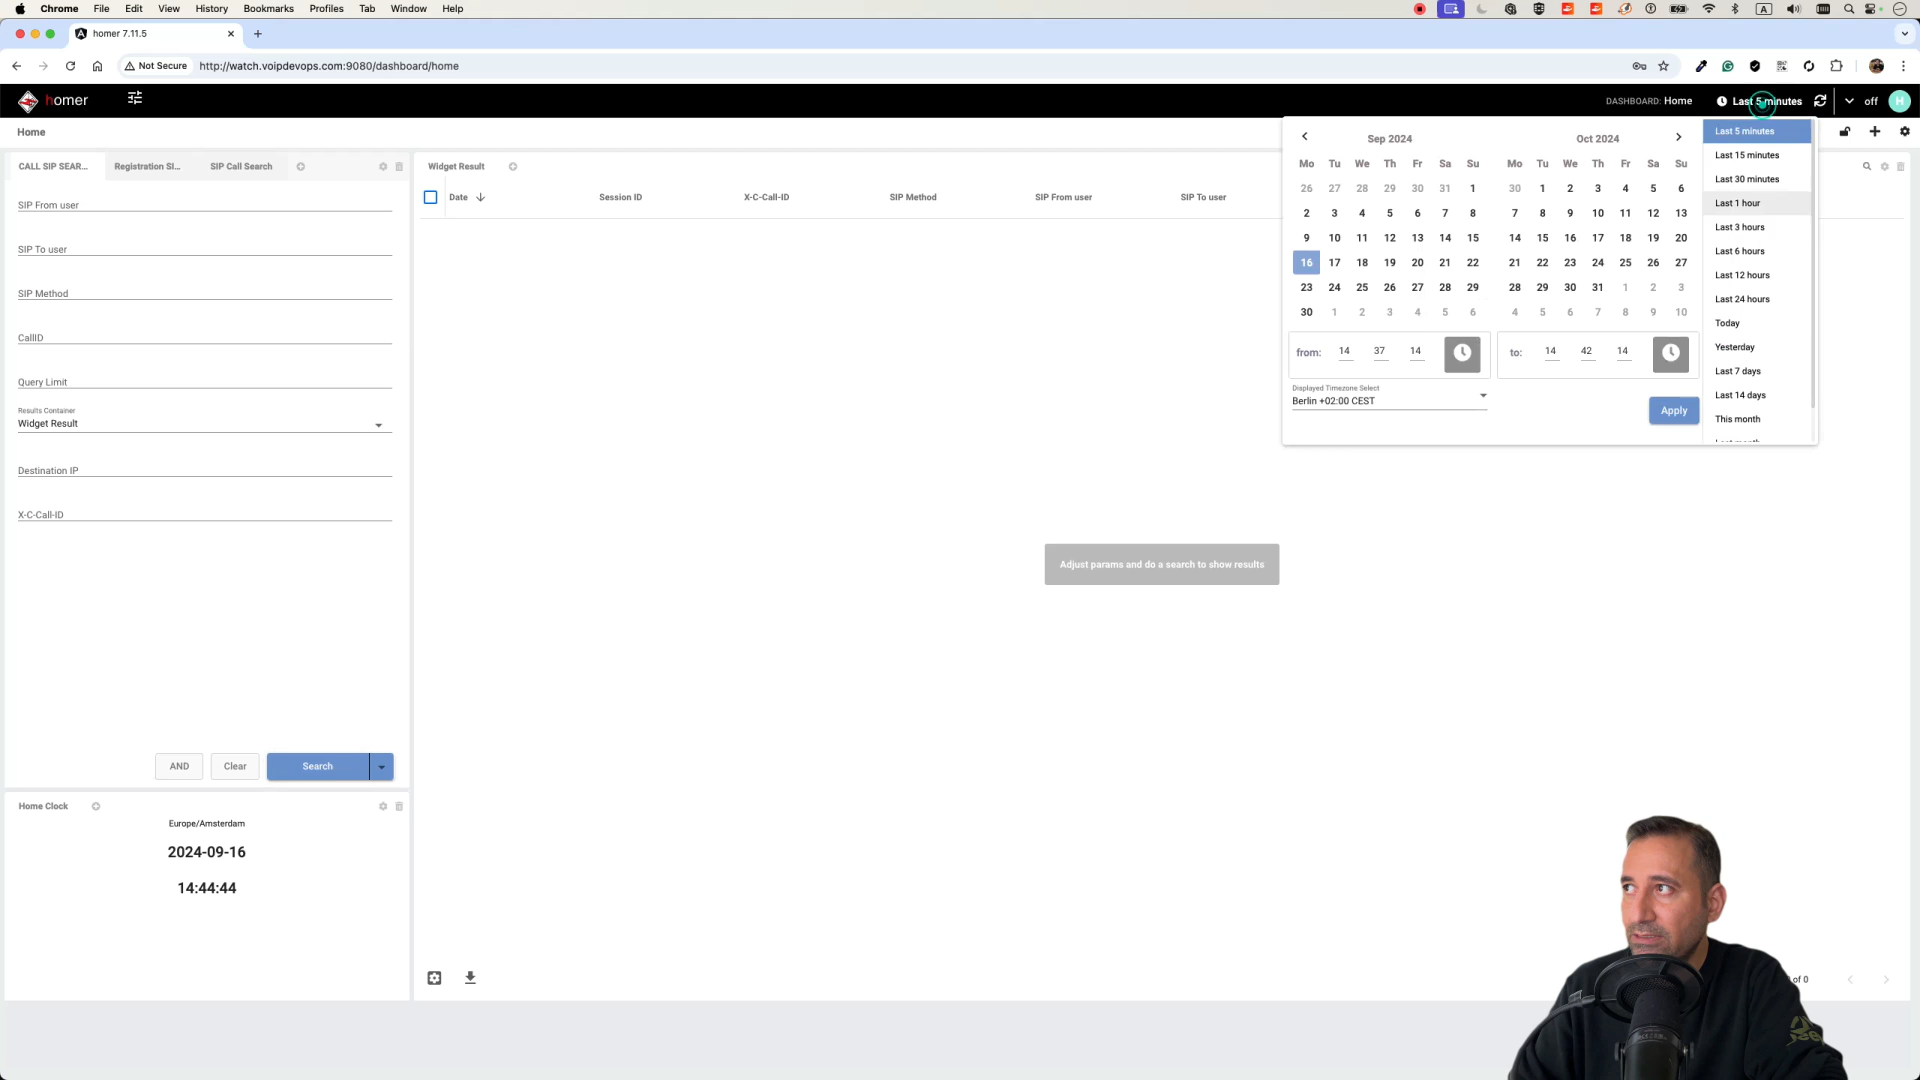 Chrome File Edit View History Bookmarks Profiles Tab Window Help
homer 7.11.5
Not Secure http://watch.voipdevops.com:9080/dashboard/home
homer DASHBOARD: Home Last 5 minutes off H
Home
CALL SIP SEAR... Registration SI... SIP Call Search
SIP From user
SIP To user
SIP Method
CallID
Query Limit
Results Container
Widget Result
Destination IP
X-C-Call-ID
AND Clear Search
Home Clock
Europe/Amsterdam
2024-09-16
14:44:44
Widget Result
Date Session ID X-C-Call-ID SIP Method SIP From user SIP To user
Adjust params and do a search to show results
of 0
Sep 2024
Mo Tu We Th Fr Sa Su
26 27 28 29 30 31 1
2 3 4 5 6 7 8
9 10 11 12 13 14 15
16 17 18 19 20 21 22
23 24 25 26 27 28 29
30 1 2 3 4 5 6
Oct 2024
Mo Tu We Th Fr Sa Su
30 1 2 3 4 5 6
7 8 9 10 11 12 13
14 15 16 17 18 19 20
21 22 23 24 25 26 27
28 29 30 31 1 2 3
4 5 6 7 8 9 10
from: 14 37 14
to: 14 42 14
Displayed Timezone Select
Berlin +02:00 CEST
Apply
Last 5 minutes
Last 15 minutes
Last 30 minutes
Last 1 hour
Last 3 hours
Last 6 hours
Last 12 hours
Last 24 hours
Today
Yesterday
Last 7 days
Last 14 days
This month